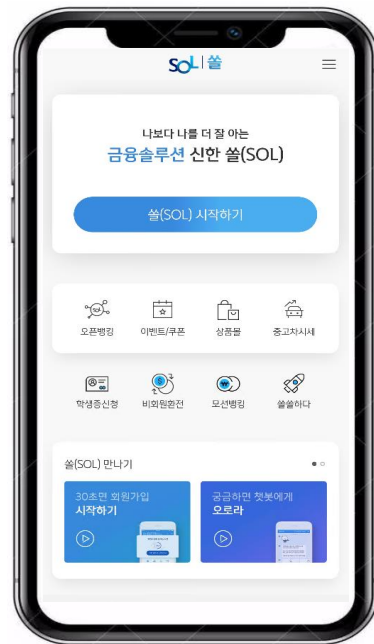 SOL | 쏠
나보다 나를 더 잘 아는
금융솔루션 신한 쏠(SOL)
쏠(SOL) 시작하기
오픈뱅킹 이벤트/쿠폰 상품몰 중고차시세
학생증신청 비회원환전 모션뱅킹 쏠쏠하다
쏠(SOL) 만나기
30초면 회원가입
시작하기
궁금하면 챗봇에게
오로라